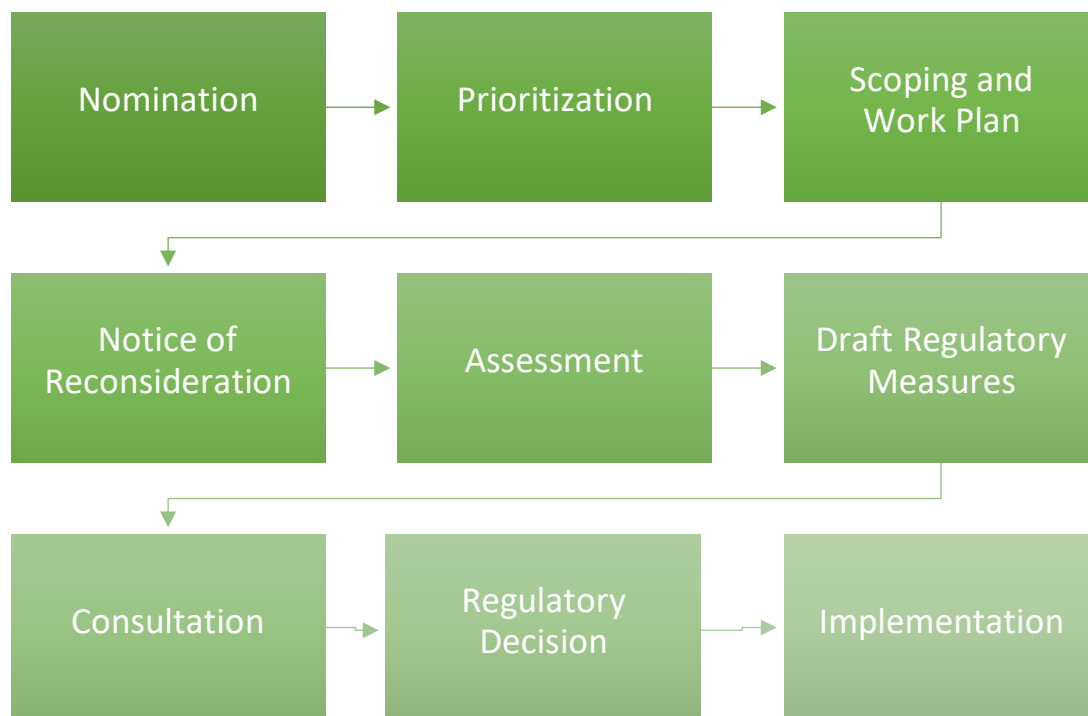 Nomination
Prioritization
Scoping and
Work Plan
Notice of
Reconsideration
Assessment
Draft Regulatory
Measures
Consultation
Regulatory
Decision
Implementation